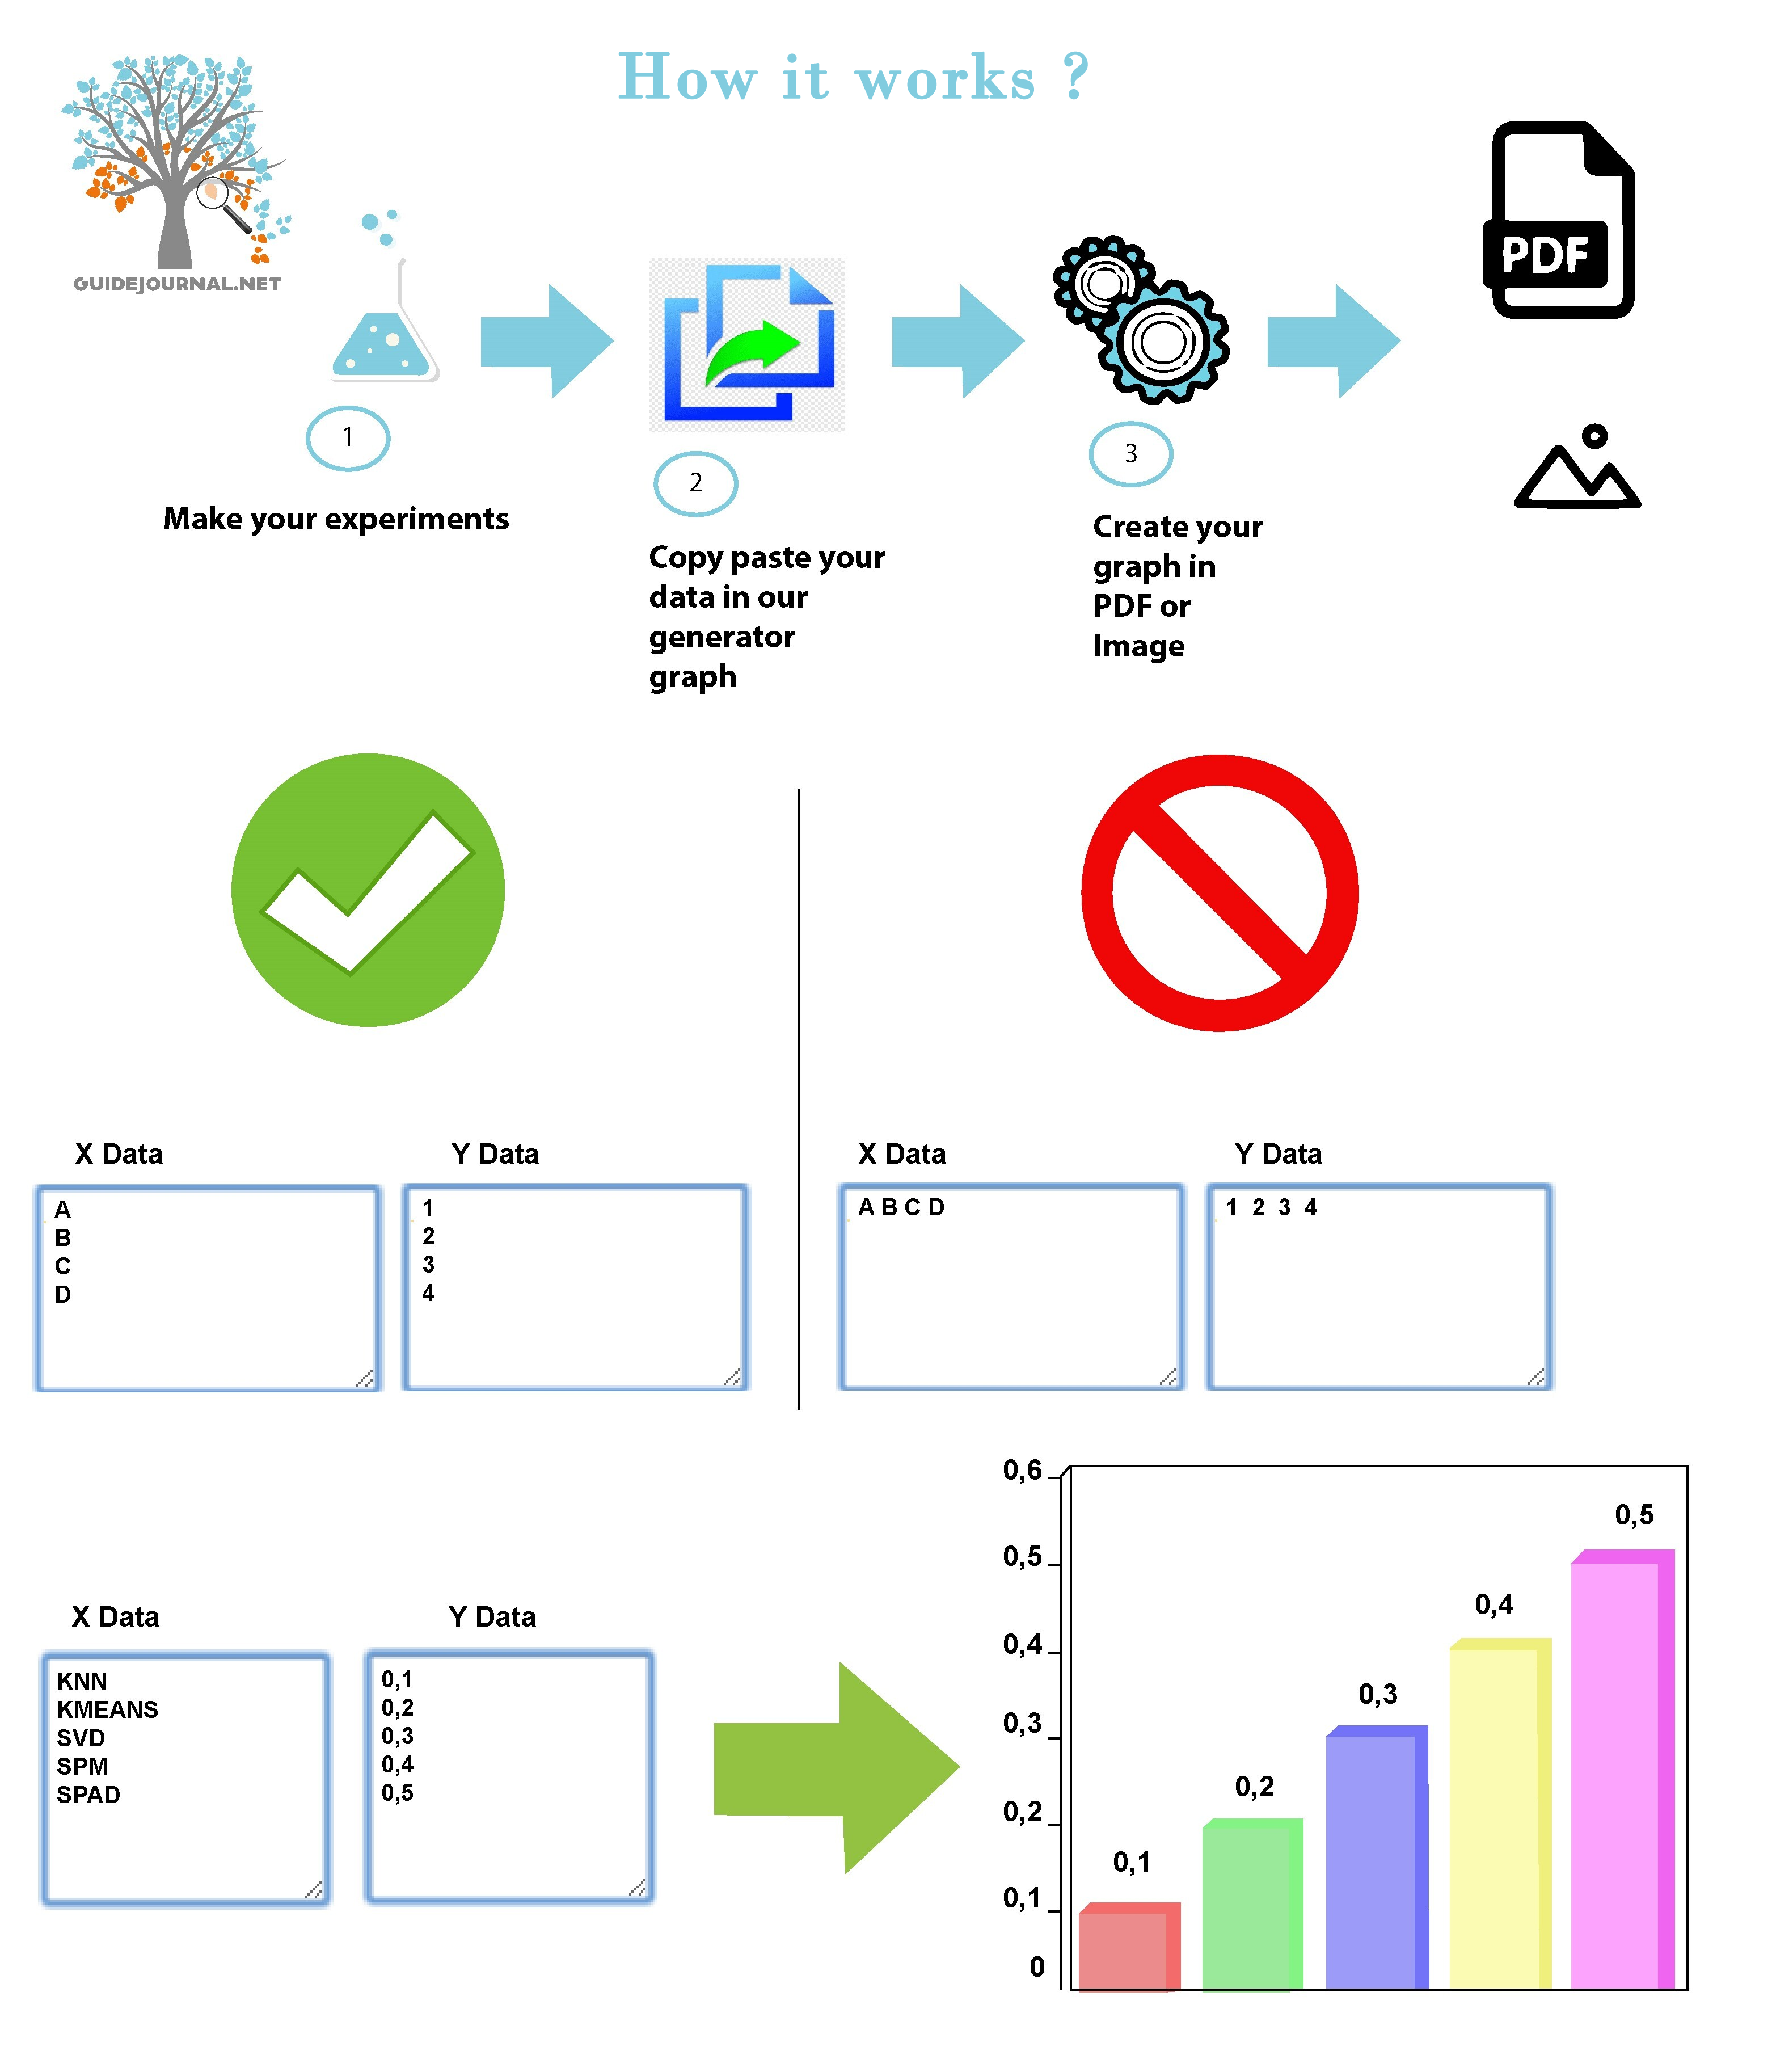 How it works ?
GUIDEJOURNAL.NET
PDF
1
Make your experiments
2
Copy paste your
data in our
generator
graph
3
Create your
graph in
PDF or
Image
X Data
Y Data
A
B
C
D
1
2
3
4
X Data
Y Data
A B C D
1 2 3 4
X Data
Y Data
KNN
KMEANS
SVD
SPM
SPAD
0,1
0,2
0,3
0,4
0,5
0,6
0,5
0,4
0,3
0,2
0,1
0
0,1
0,2
0,3
0,4
0,5